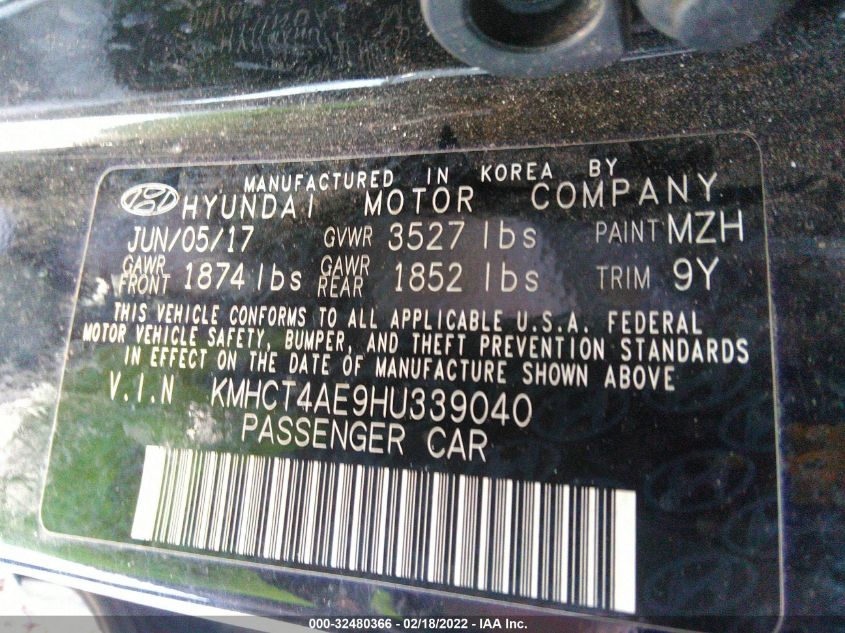 MANUFACTURED IN KOREA BY
HYUNDAI MOTOR COMPANY
JUN/05/17 GVWR 3527 lbs PAINT MZH
GAWR FRONT 1874 lbs GAWR REAR 1852 lbs TRIM 9Y
THIS VEHICLE CONFORMS TO ALL APPLICABLE U.S.A. FEDERAL
MOTOR VEHICLE SAFETY, BUMPER, AND THEFT PREVENTION STANDARDS
IN EFFECT ON THE DATE OF MANUFACTURE SHOWN ABOVE
V.I.N KMHCT4AE9HU339040
PASSENGER CAR
000-32480366 - 02/18/2022 - IAA Inc.